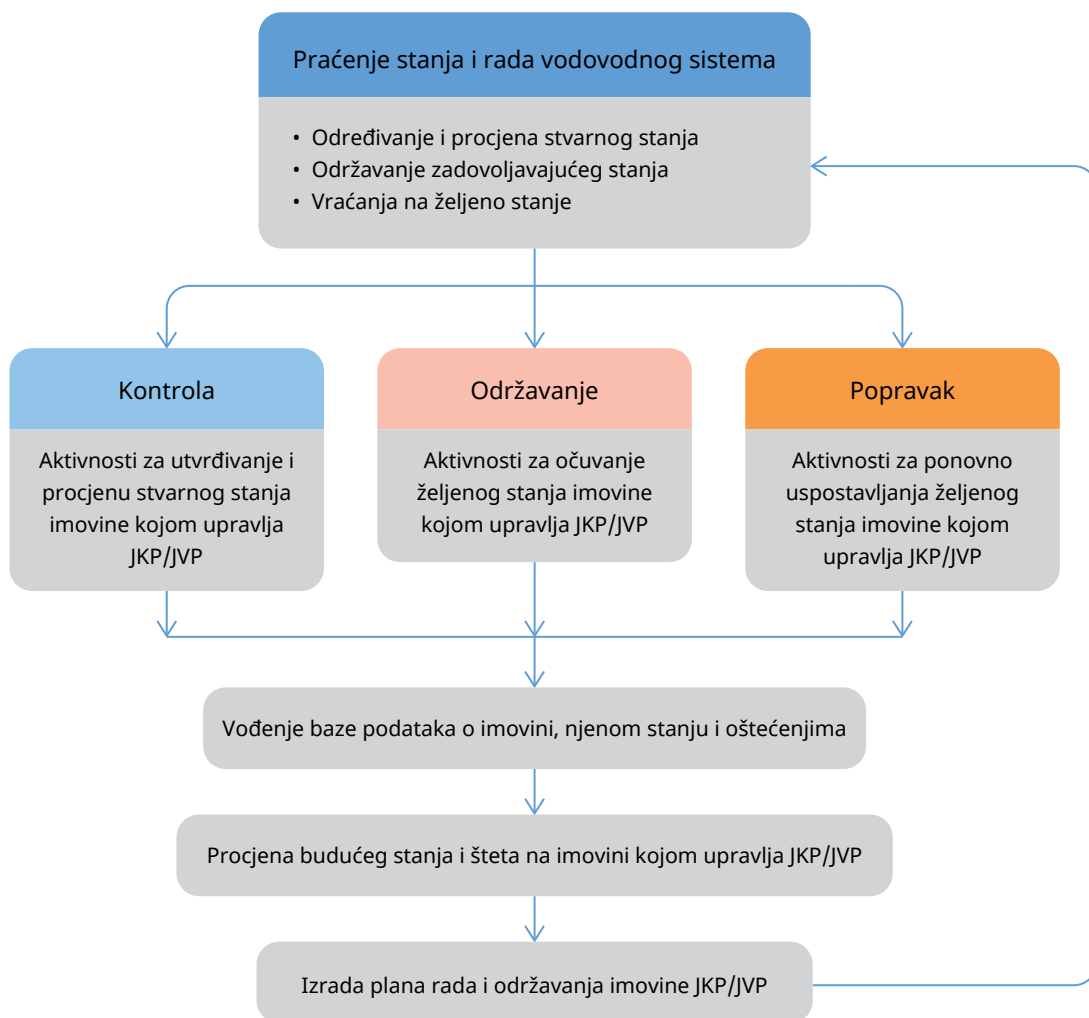 Praćenje stanja i rada vodovodnog sistema
• Određivanje i procjena stvarnog stanja
• Održavanje zadovoljavajućeg stanja
• Vraćanja na željeno stanje
Kontrola
Aktivnosti za utvrđivanje i
procjenu stvarnog stanja
imovine kojom upravlja
JKP/JVP
Održavanje
Aktivnosti za očuvanje
željenog stanja imovine
kojom upravlja JKP/JVP
Popravak
Aktivnosti za ponovno
uspostavljanja željenog
stanja imovine kojom
upravlja JKP/JVP
Vođenje baze podataka o imovini, njenom stanju i oštećenjima
Procjena budućeg stanja i šteta na imovini kojom upravlja JKP/JVP
Izrada plana rada i održavanja imovine JKP/JVP